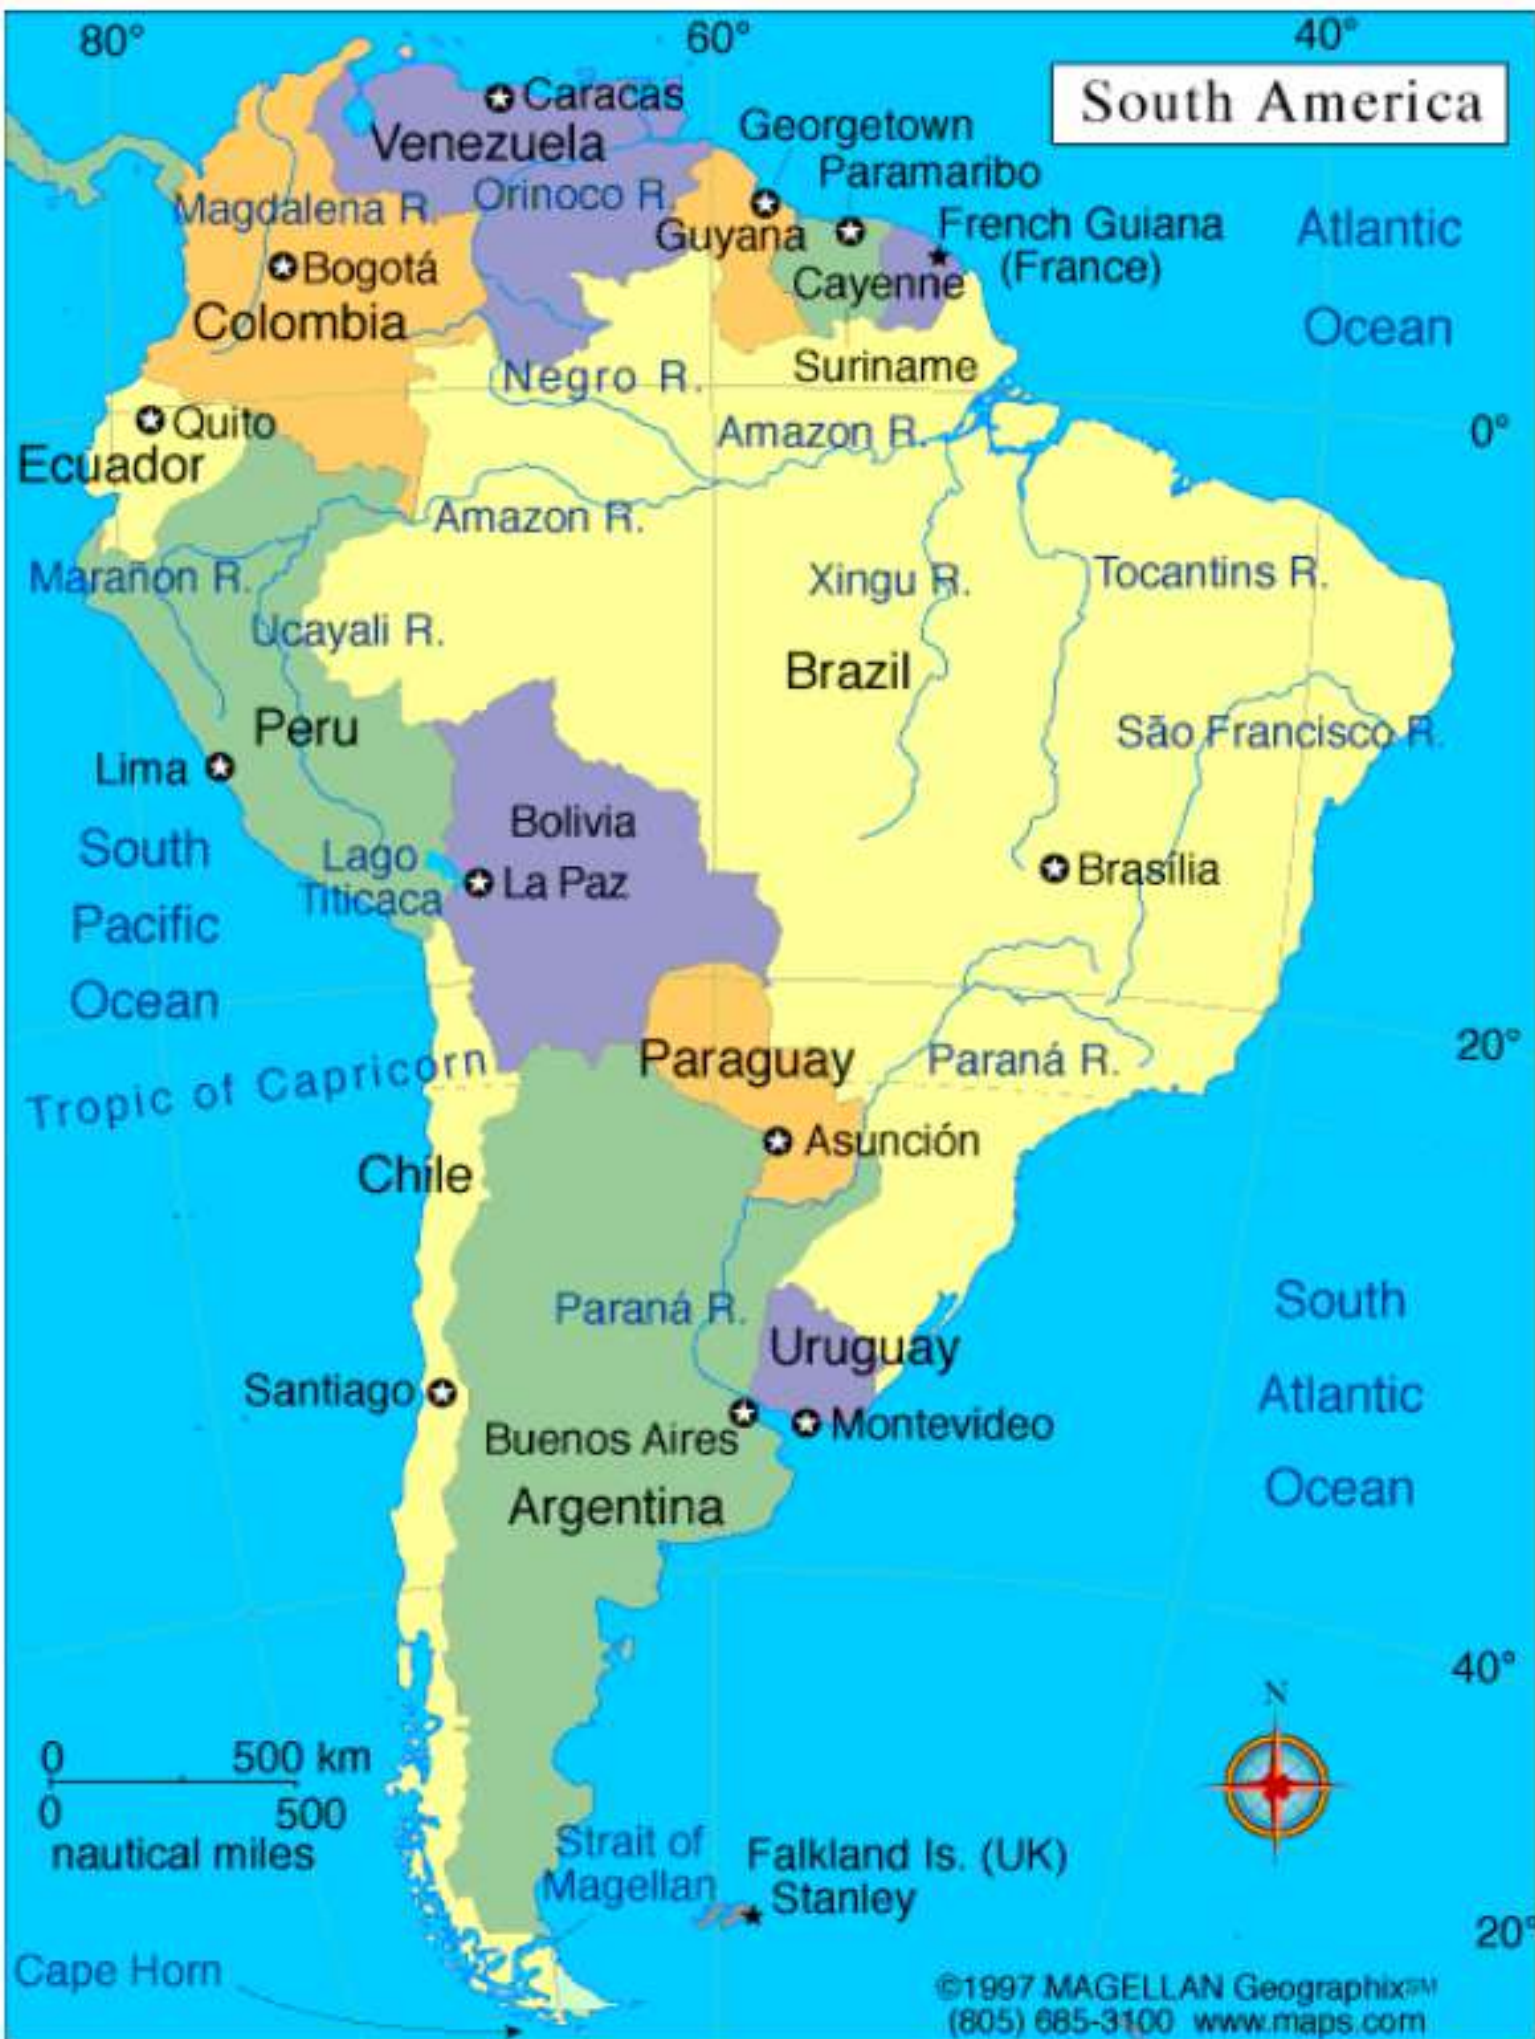 80°
60°
40°
South America
Caracas
Venezuela
Georgetown
Paramaribo
Magdalena R.
Orinoco R.
Guyana
French Guiana
(France)
Atlantic
Ocean
Bogotá
Cayenne
Colombia
Suriname
Negro R.
Quito
Amazon R.
0°
Ecuador
Amazon R.
Marañon R.
Xingu R.
Tocantins R.
Ucayali R.
Brazil
Peru
São Francisco R.
Lima
Bolivia
South
Pacific
Ocean
Lago
Titicaca
La Paz
Brasília
Tropic of Capricorn
Paraguay
Paraná R.
20°
Asunción
Chile
Paraná R.
Uruguay
South
Atlantic
Ocean
Santiago
Buenos Aires
Montevideo
Argentina
40°
N
0 500 km
0 500
nautical miles
Strait of
Magellan
Falkland Is. (UK)
Stanley
20°
Cape Horn
©1997 MAGELLAN Geographix℠
(805) 685-3100 www.maps.com